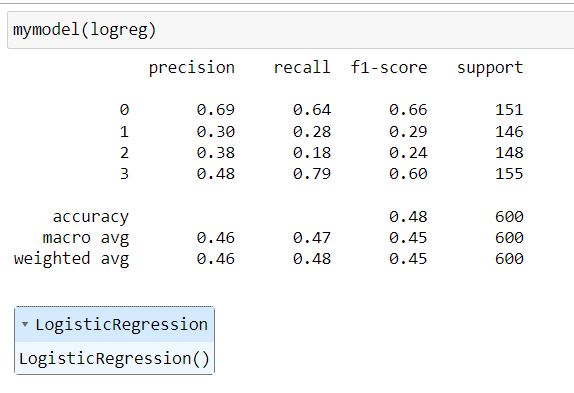 mymodel(logreg)
precision recall f1-score support
0 0.69 0.64 0.66 151
1 0.30 0.28 0.29 146
2 0.38 0.18 0.24 148
3 0.48 0.79 0.60 155
accuracy 0.48 600
macro avg 0.46 0.47 0.45 600
weighted avg 0.46 0.48 0.45 600
LogisticRegression
LogisticRegression()